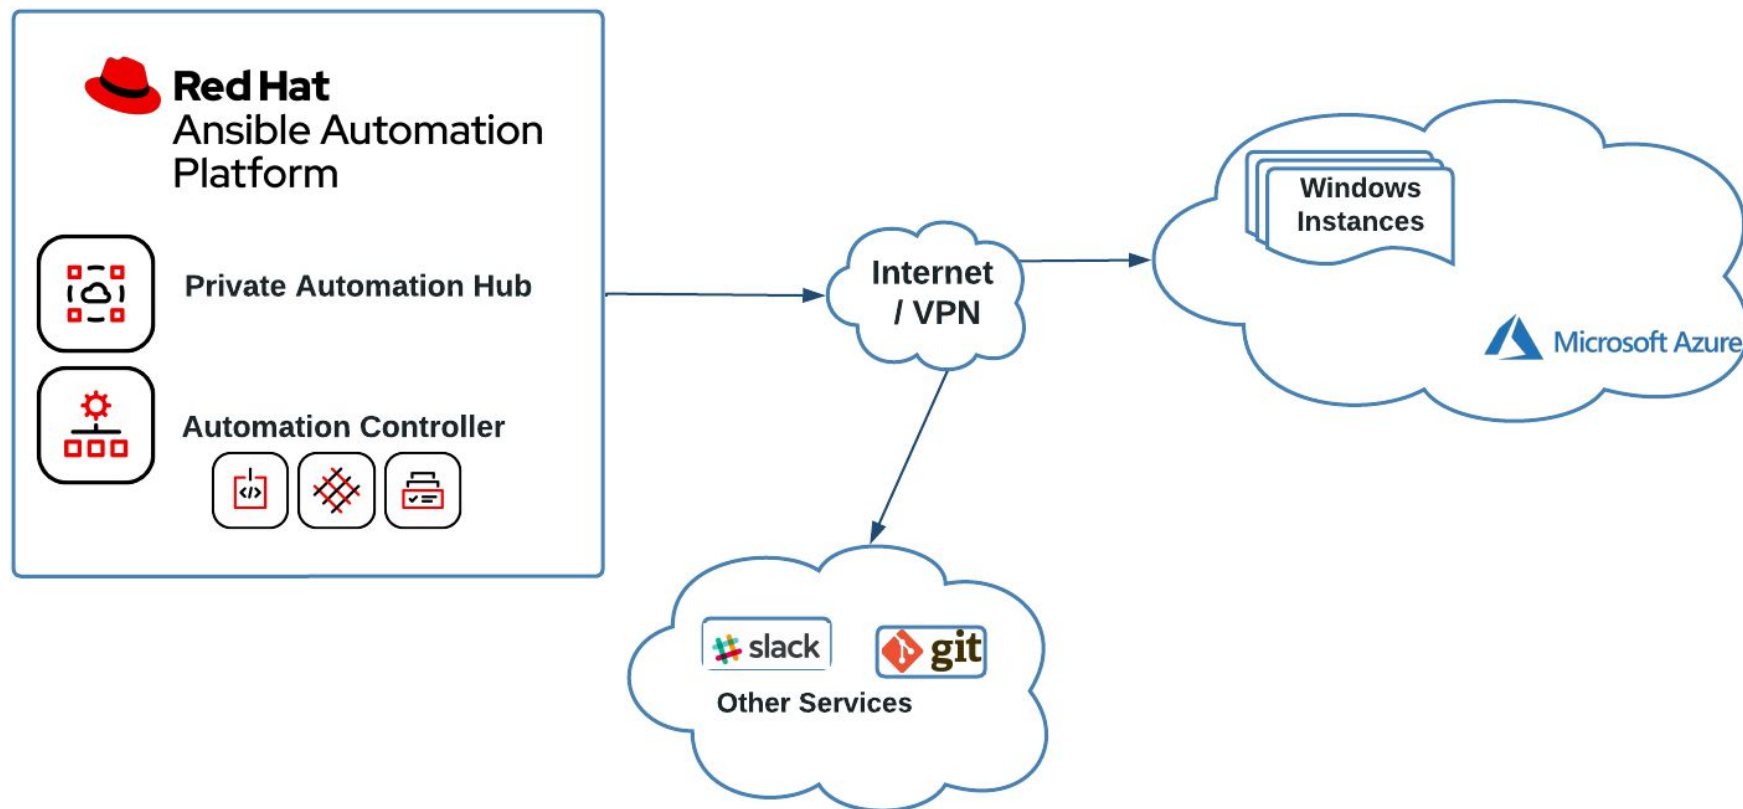 Red Hat
Ansible Automation
Platform
Private Automation Hub
Automation Controller
</>
Internet
/ VPN
Windows
Instances
Microsoft Azure
slack
git
Other Services